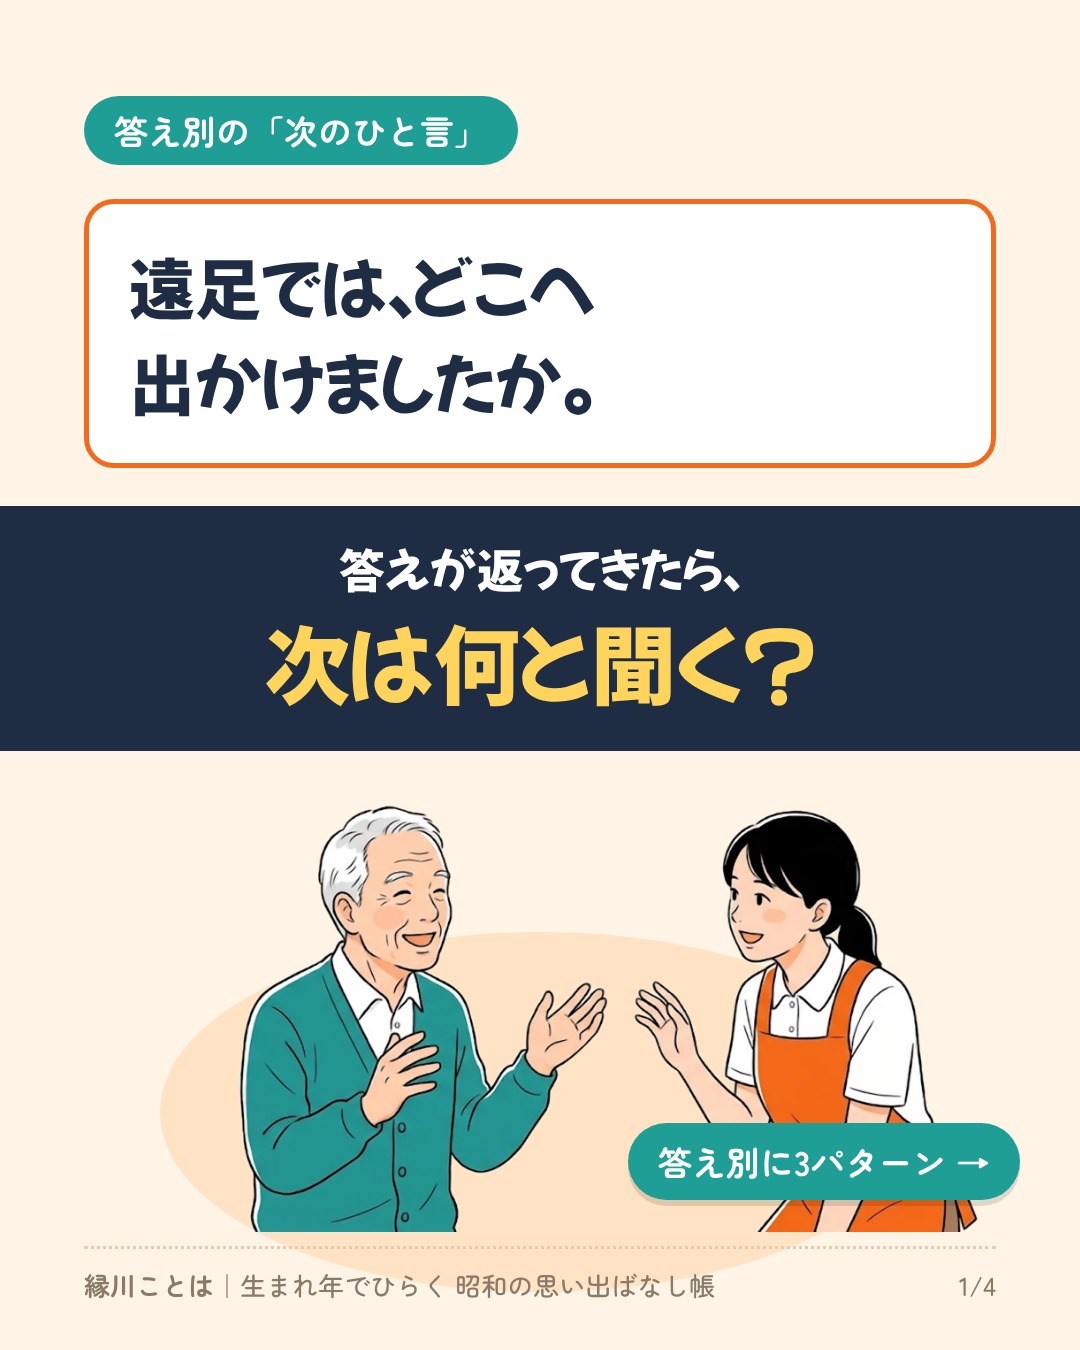 答え別の「次のひと言」
遠足では、どこへ
出かけましたか。
答えが返ってきたら、
次は何と聞く？
答え別に3パターン →
縁川ことは｜生まれ年でひらく 昭和の思い出ばなし帳
1/4